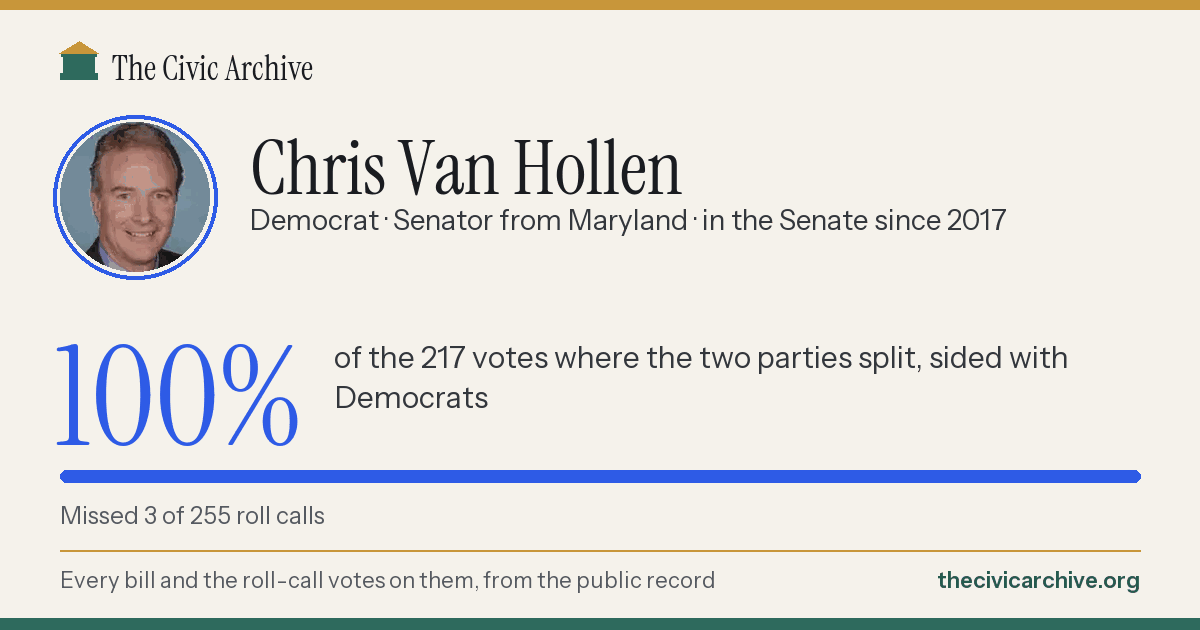 The Civic Archive
Chris Van Hollen
Democrat · Senator from Maryland · in the Senate since 2017
100%
of the 217 votes where the two parties split, sided with
Democrats
Missed 3 of 255 roll calls
Every bill and the roll-call votes on them, from the public record
thecivicarchive.org